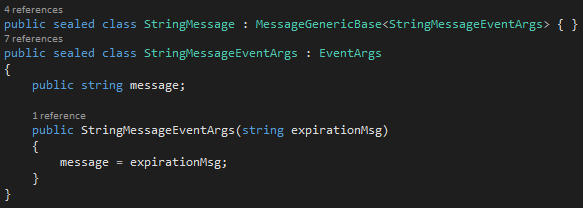 4 references
public sealed class StringMessage : MessageGenericBase<StringMessageEventArgs> { }
7 references
public sealed class StringMessageEventArgs : EventArgs
{
    public string message;

    1 reference
    public StringMessageEventArgs(string expirationMsg)
    {
        message = expirationMsg;
    }
}